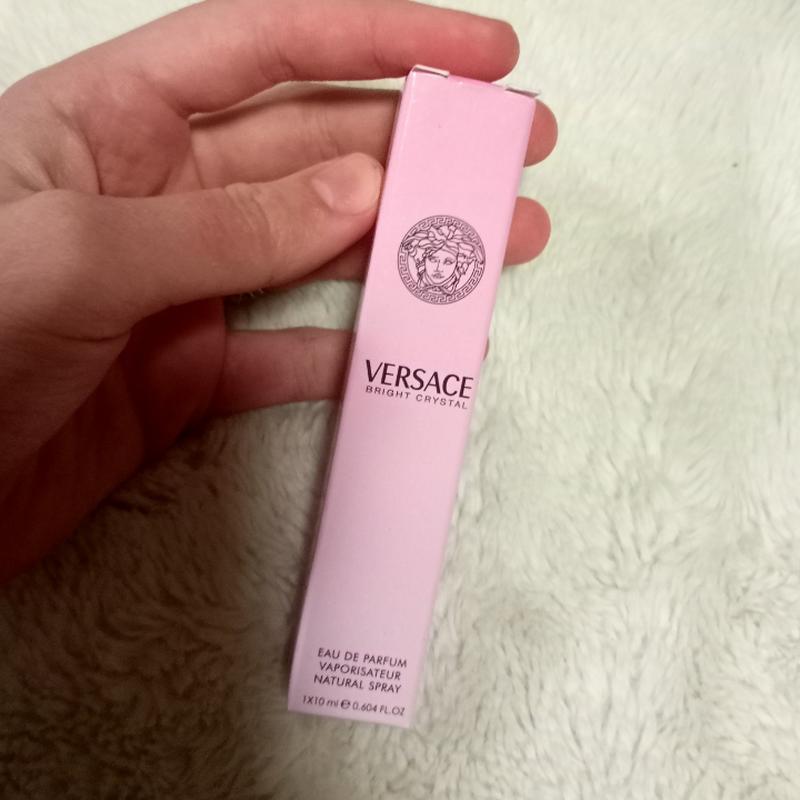 VERSACE
BRIGHT CRYSTAL
EAU DE PARFUM
VAPORISATEUR
NATURAL SPRAY
1X10 ml ℮ 0.604 FL.OZ